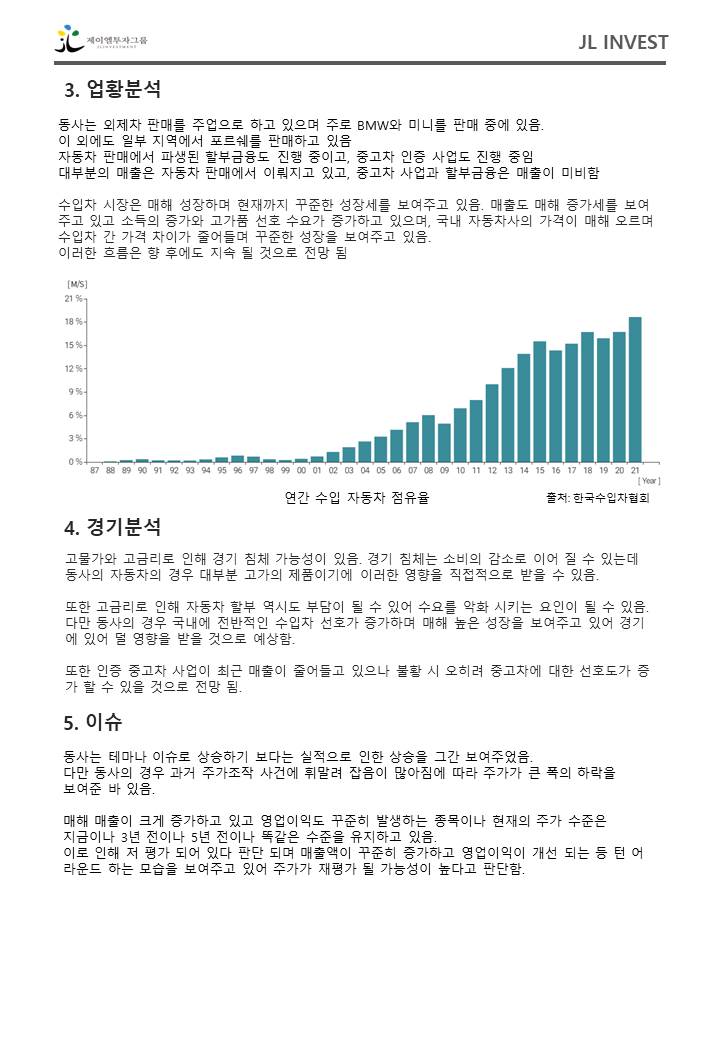 제이엘투자그룹
JLINVESTMENT
JL INVEST
3. 업황분석
동사는 외제차 판매를 주업으로 하고 있으며 주로 BMW와 미니를 판매 중에 있음.
이 외에도 일부 지역에서 포르쉐를 판매하고 있음
자동차 판매에서 파생된 할부금융도 진행 중이고, 중고차 인증 사업도 진행 중임
대부분의 매출은 자동차 판매에서 이뤄지고 있고, 중고차 사업과 할부금융은 매출이 미비함
수입차 시장은 매해 성장하며 현재까지 꾸준한 성장세를 보여주고 있음. 매출도 매해 증가세를 보여
주고 있고 소득의 증가와 고가품 선호 수요가 증가하고 있으며, 국내 자동차사의 가격이 매해 오르며
수입차 간 가격 차이가 줄어들며 꾸준한 성장을 보여주고 있음.
이러한 흐름은 향 후에도 지속 될 것으로 전망 됨
[M/S]
21 %
18 %
15 %
12 %
9 %
6 %
3 %
0 %
87 88 89 90 91 92 93 94 95 96 97 98 99 00 01 02 03 04 05 06 07 08 09 10 11 12 13 14 15 16 17 18 19 20 21
[ Year ]
연간 수입 자동차 점유율
출처: 한국수입차협회
4. 경기분석
고물가와 고금리로 인해 경기 침체 가능성이 있음. 경기 침체는 소비의 감소로 이어 질 수 있는데
동사의 자동차의 경우 대부분 고가의 제품이기에 이러한 영향을 직접적으로 받을 수 있음.
또한 고금리로 인해 자동차 할부 역시도 부담이 될 수 있어 수요를 악화 시키는 요인이 될 수 있음.
다만 동사의 경우 국내에 전반적인 수입차 선호가 증가하며 매해 높은 성장을 보여주고 있어 경기
에 있어 덜 영향을 받을 것으로 예상함.
또한 인증 중고차 사업이 최근 매출이 줄어들고 있으나 불황 시 오히려 중고차에 대한 선호도가 증
가 할 수 있을 것으로 전망 됨.
5. 이슈
동사는 테마나 이슈로 상승하기 보다는 실적으로 인한 상승을 그간 보여주었음.
다만 동사의 경우 과거 주가조작 사건에 휘말려 잡음이 많아짐에 따라 주가가 큰 폭의 하락을
보여준 바 있음.
매해 매출이 크게 증가하고 있고 영업이익도 꾸준히 발생하는 종목이나 현재의 주가 수준은
지금이나 3년 전이나 5년 전이나 똑같은 수준을 유지하고 있음.
이로 인해 저 평가 되어 있다 판단 되며 매출액이 꾸준히 증가하고 영업이익이 개선 되는 등 턴 어
라운드 하는 모습을 보여주고 있어 주가가 재평가 될 가능성이 높다고 판단함.